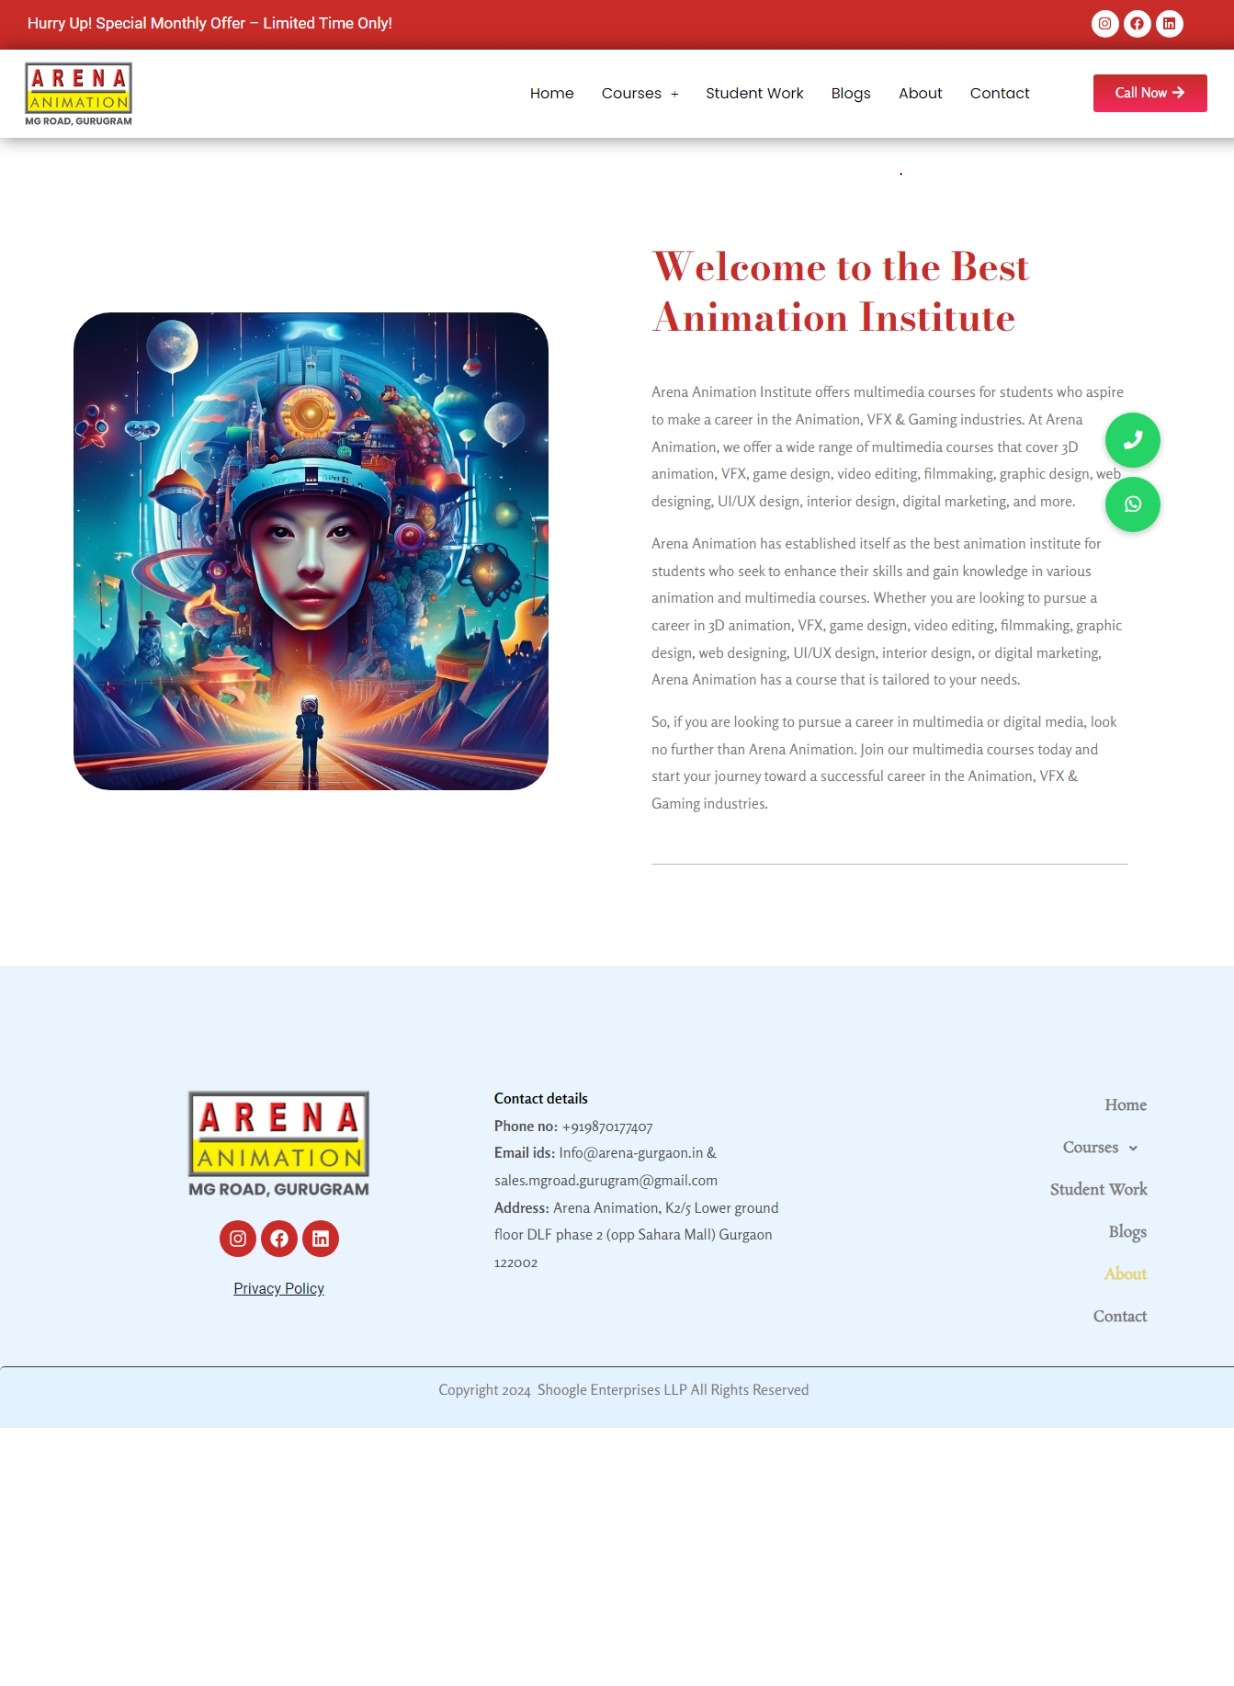 Hurry Up! Special Monthly Offer – Limited Time Only!
ARENA
ANIMATION
MG ROAD, GURUGRAM
Home
Courses +
Student Work
Blogs
About
Contact
Call Now →
Welcome to the Best
Animation Institute
Arena Animation Institute offers multimedia courses for students who aspire
to make a career in the Animation, VFX & Gaming industries. At Arena
Animation, we offer a wide range of multimedia courses that cover 3D
animation, VFX, game design, video editing, filmmaking, graphic design, web
designing, UI/UX design, interior design, digital marketing, and more.
Arena Animation has established itself as the best animation institute for
students who seek to enhance their skills and gain knowledge in various
animation and multimedia courses. Whether you are looking to pursue a
career in 3D animation, VFX, game design, video editing, filmmaking, graphic
design, web designing, UI/UX design, interior design, or digital marketing,
Arena Animation has a course that is tailored to your needs.
So, if you are looking to pursue a career in multimedia or digital media, look
no further than Arena Animation. Join our multimedia courses today and
start your journey toward a successful career in the Animation, VFX &
Gaming industries.
ARENA
ANIMATION
MG ROAD, GURUGRAM
Privacy Policy
Contact details
Phone no: +919870177407
Email ids: Info@arena-gurgaon.in &
sales.mgroad.gurugram@gmail.com
Address: Arena Animation, K2/5 Lower ground
floor DLF phase 2 (opp Sahara Mall) Gurgaon
122002
Home
Courses
Student Work
Blogs
About
Contact
Copyright 2024 Shoogle Enterprises LLP All Rights Reserved